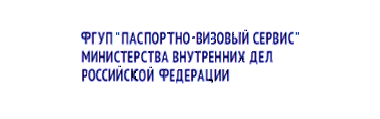 ФГУП "ПАСПОРТНО-ВИЗОВЫЙ СЕРВИС"
МИНИСТЕРСТВА ВНУТРЕННИХ ДЕЛ
РОССИЙСКОЙ ФЕДЕРАЦИИ